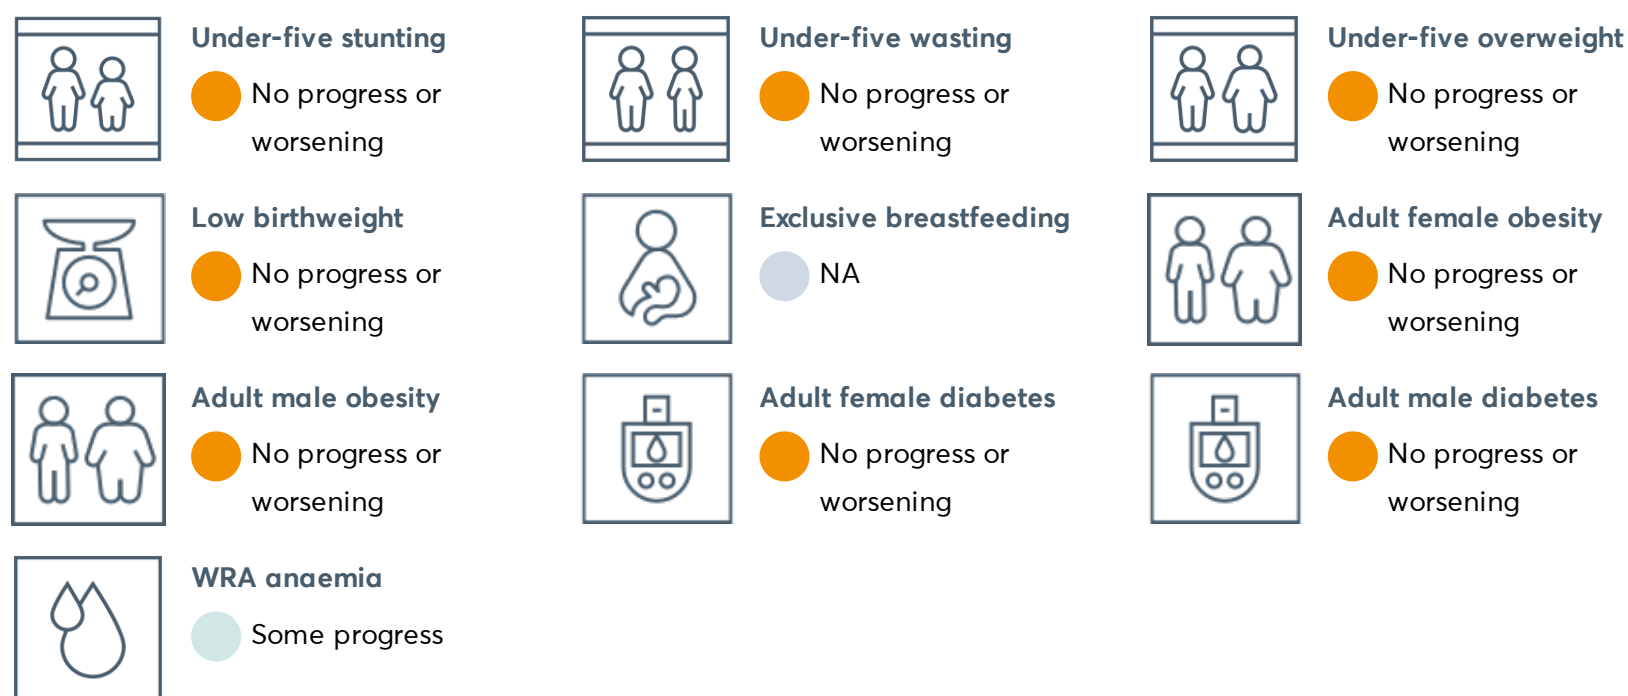 Under-five stunting
No progress or
worsening
Under-five wasting
No progress or
worsening
Under-five overweight
No progress or
worsening
Low birthweight
No progress or
worsening
Exclusive breastfeeding
NA
Adult female obesity
No progress or
worsening
Adult male obesity
No progress or
worsening
Adult female diabetes
No progress or
worsening
Adult male diabetes
No progress or
worsening
WRA anaemia
Some progress